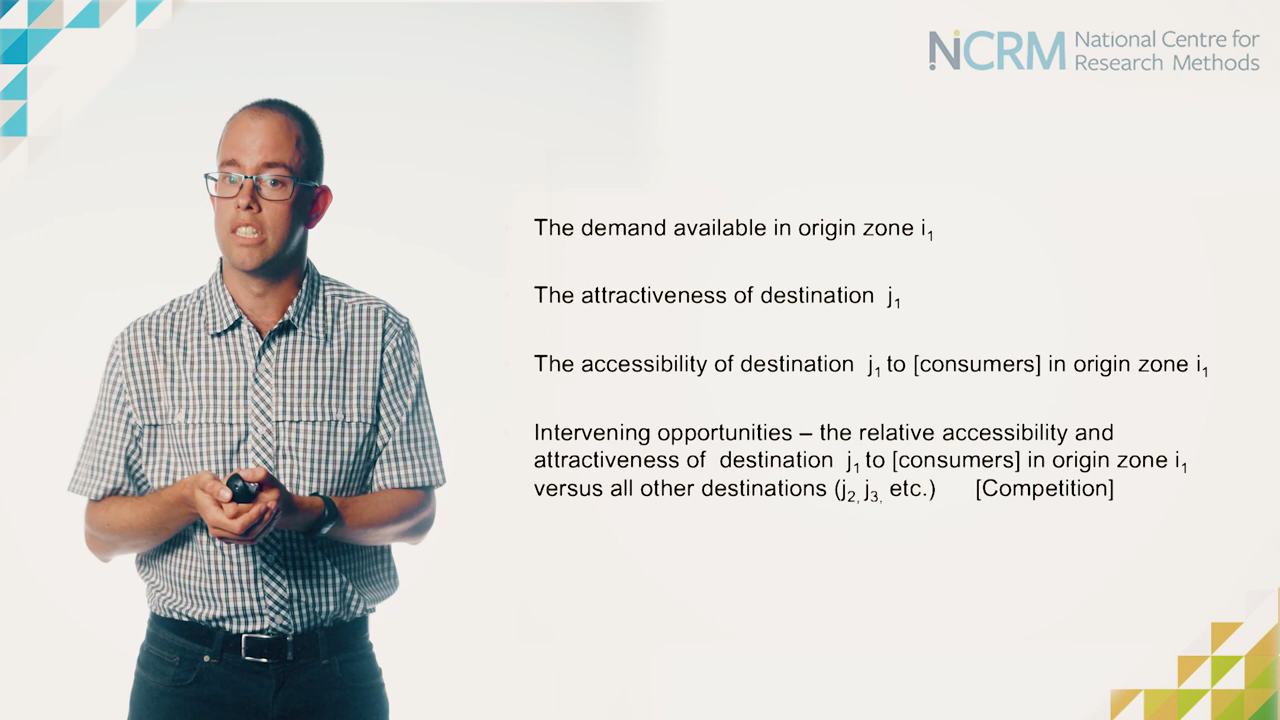 NCRM National Centre for
Research Methods
The demand available in origin zone i₁
The attractiveness of destination j₁
The accessibility of destination j₁ to [consumers] in origin zone i₁
Intervening opportunities – the relative accessibility and
attractiveness of destination j₁ to [consumers] in origin zone i₁
versus all other destinations (j₂, j₃, etc.) [Competition]